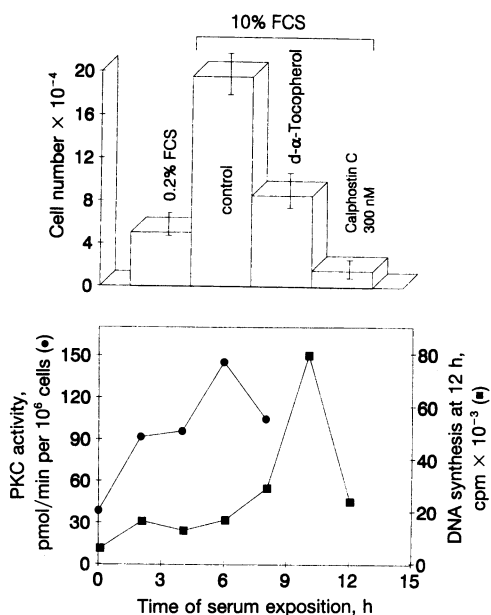 10% FCS
20
16
12
8
4
0
Cell number × 10⁻⁴
0.2% FCS
control
d-α-Tocopherol
Calphostin C
300 nM
150
120
90
60
30
0
PKC activity,
pmol/min per 10⁶ cells (●)
80
60
40
20
0
DNA synthesis at 12 h,
cpm × 10⁻³ (■)
0 3 6 9 12 15
Time of serum exposition, h